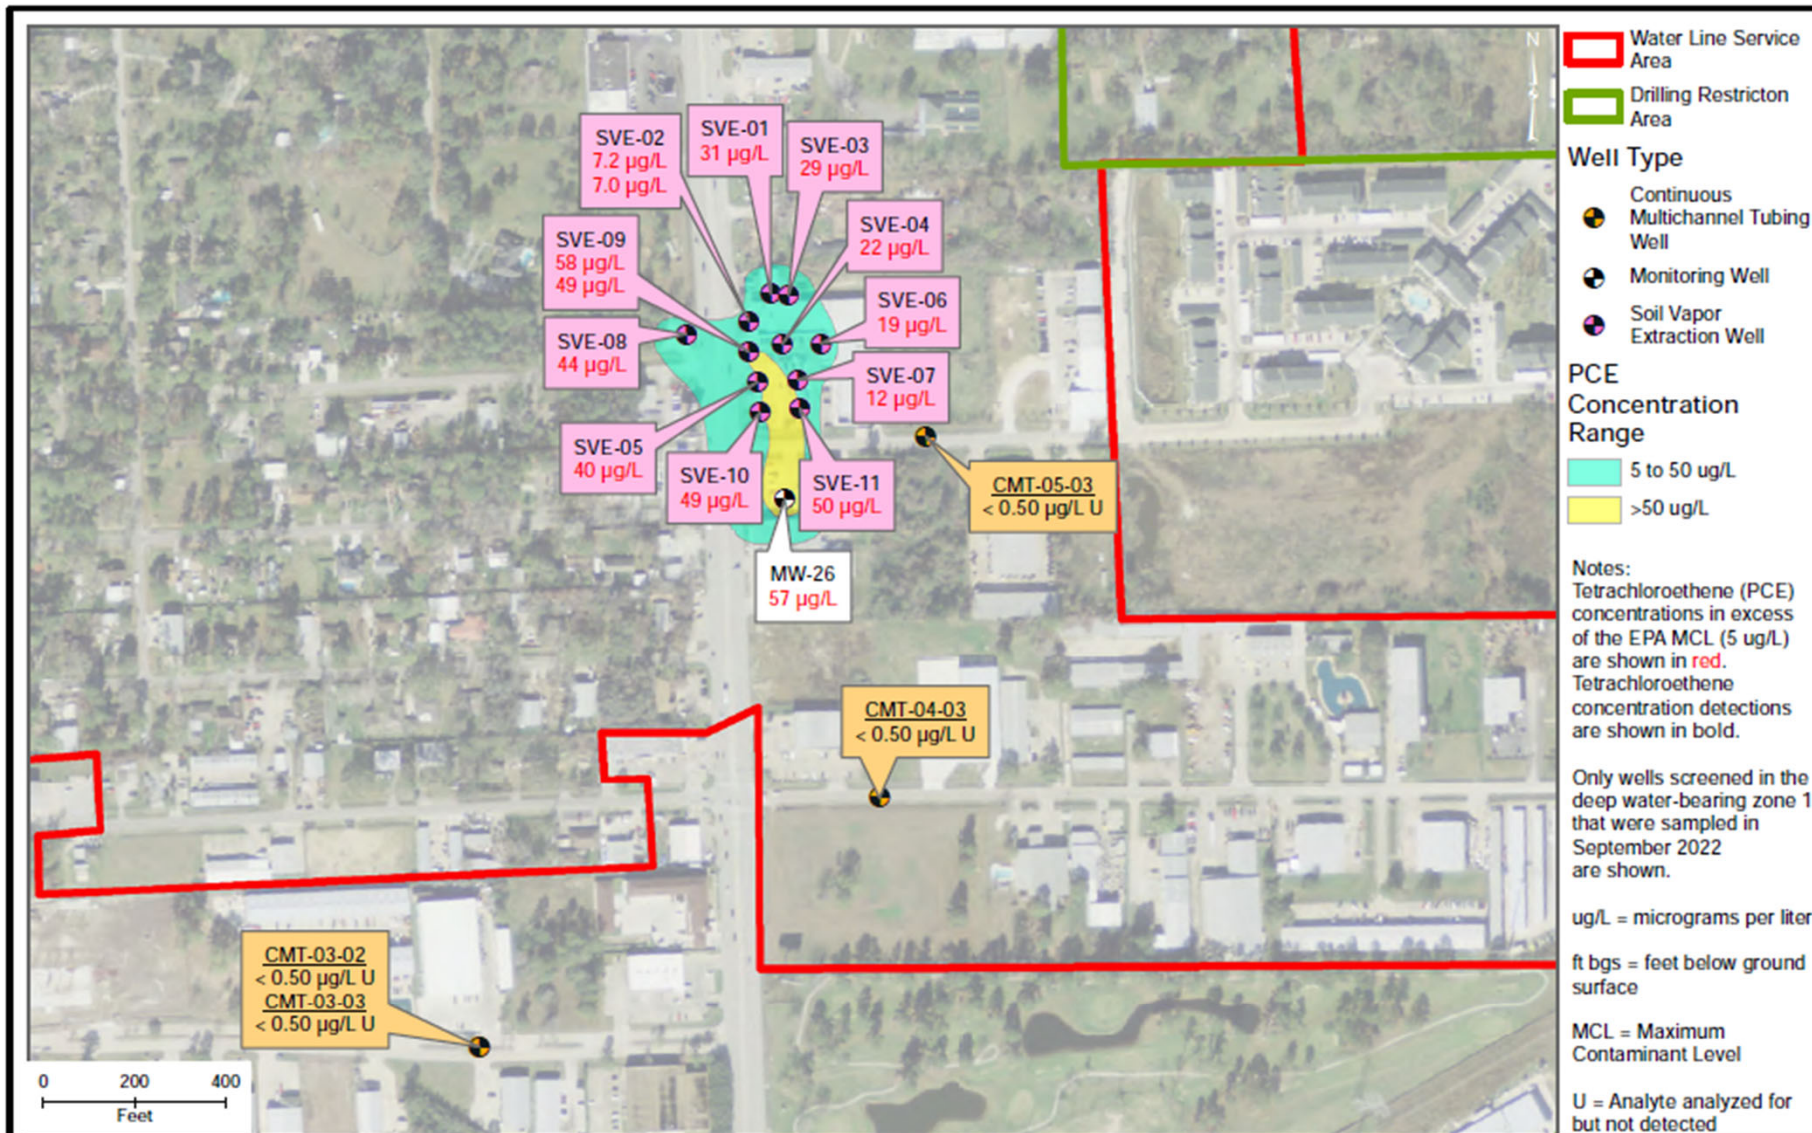 SVE-01
31 µg/L
SVE-02
7.2 µg/L
7.0 µg/L
SVE-03
29 µg/L
SVE-04
22 µg/L
SVE-09
58 µg/L
49 µg/L
SVE-06
19 µg/L
SVE-08
44 µg/L
SVE-07
12 µg/L
SVE-05
40 µg/L
SVE-10
49 µg/L
SVE-11
50 µg/L
CMT-05-03
< 0.50 µg/L U
MW-26
57 µg/L
CMT-04-03
< 0.50 µg/L U
CMT-03-02
< 0.50 µg/L U
CMT-03-03
< 0.50 µg/L U
0 200 400
Feet
N
Water Line Service
Area
Drilling Restricton
Area
Well Type
Continuous
Multichannel Tubing
Well
Monitoring Well
Soil Vapor
Extraction Well
PCE
Concentration
Range
5 to 50 ug/L
>50 ug/L
Notes:
Tetrachloroethene (PCE)
concentrations in excess
of the EPA MCL (5 ug/L)
are shown in red.
Tetrachloroethene
concentration detections
are shown in bold.
Only wells screened in the
deep water-bearing zone 1
that were sampled in
September 2022
are shown.
ug/L = micrograms per liter
ft bgs = feet below ground
surface
MCL = Maximum
Contaminant Level
U = Analyte analyzed for
but not detected